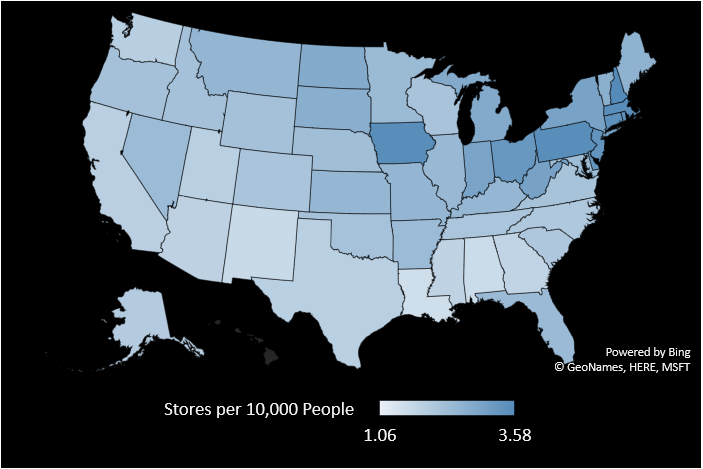 Powered by Bing
© GeoNames, HERE, MSFT
Stores per 10,000 People
1.06 3.58